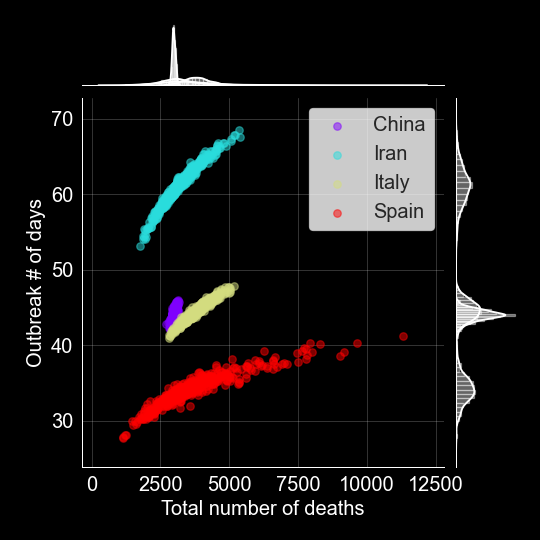 China
Iran
Italy
Spain
Outbreak # of days
70
60
50
40
30
0 2500 5000 7500 10000 12500
Total number of deaths